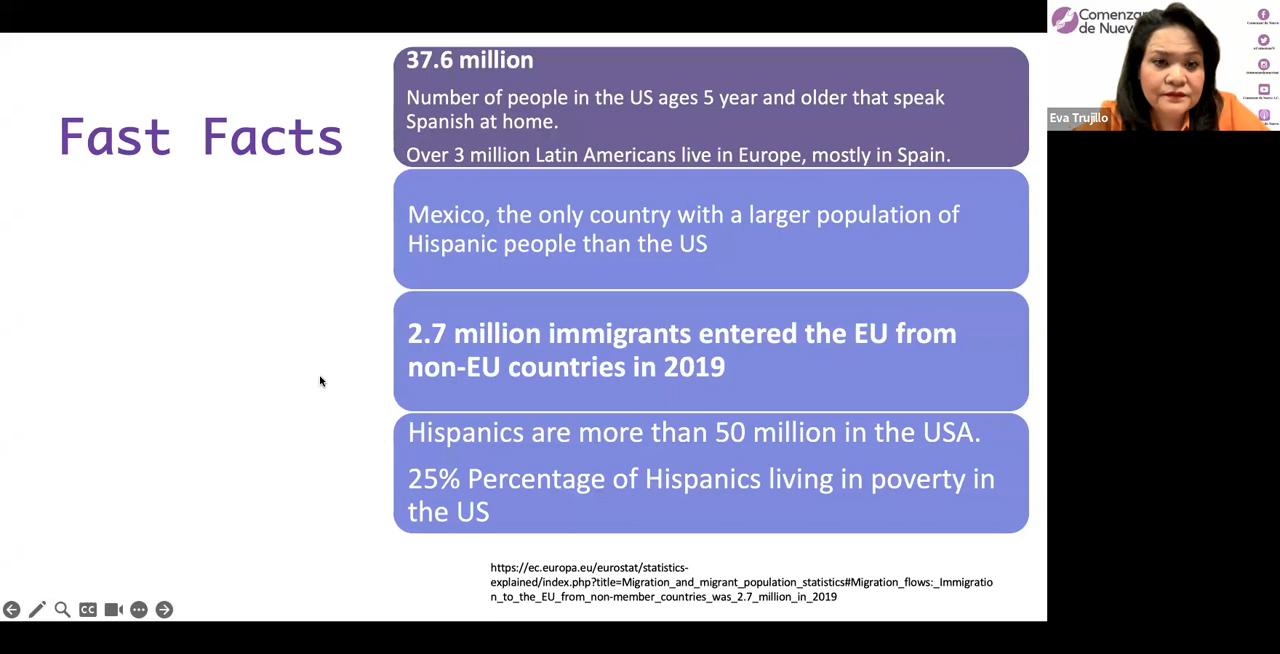 Fast Facts
37.6 million
Number of people in the US ages 5 year and older that speak
Spanish at home.
Over 3 million Latin Americans live in Europe, mostly in Spain.
Mexico, the only country with a larger population of
Hispanic people than the US
2.7 million immigrants entered the EU from
non-EU countries in 2019
Hispanics are more than 50 million in the USA.
25% Percentage of Hispanics living in poverty in
the US
https://ec.europa.eu/eurostat/statistics-
explained/index.php?title=Migration_and_migrant_population_statistics#Migration_flows:_Immigratio
n_to_the_EU_from_non-member_countries_was_2.7_million_in_2019
CC
Comenzar
de Nuevo
Eva Trujillo